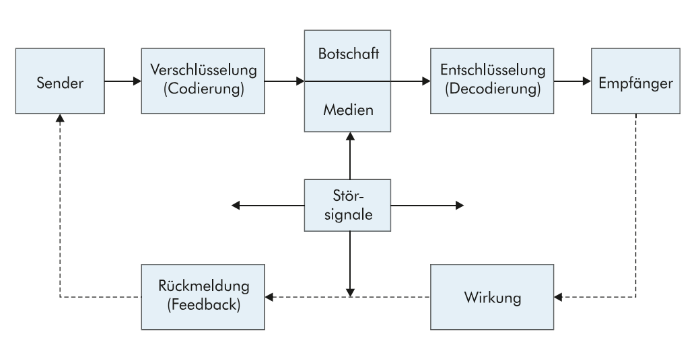 Sender
Verschlüsselung
(Codierung)
Botschaft
Medien
Entschlüsselung
(Decodierung)
Empfänger
Stör-
signale
Rückmeldung
(Feedback)
Wirkung